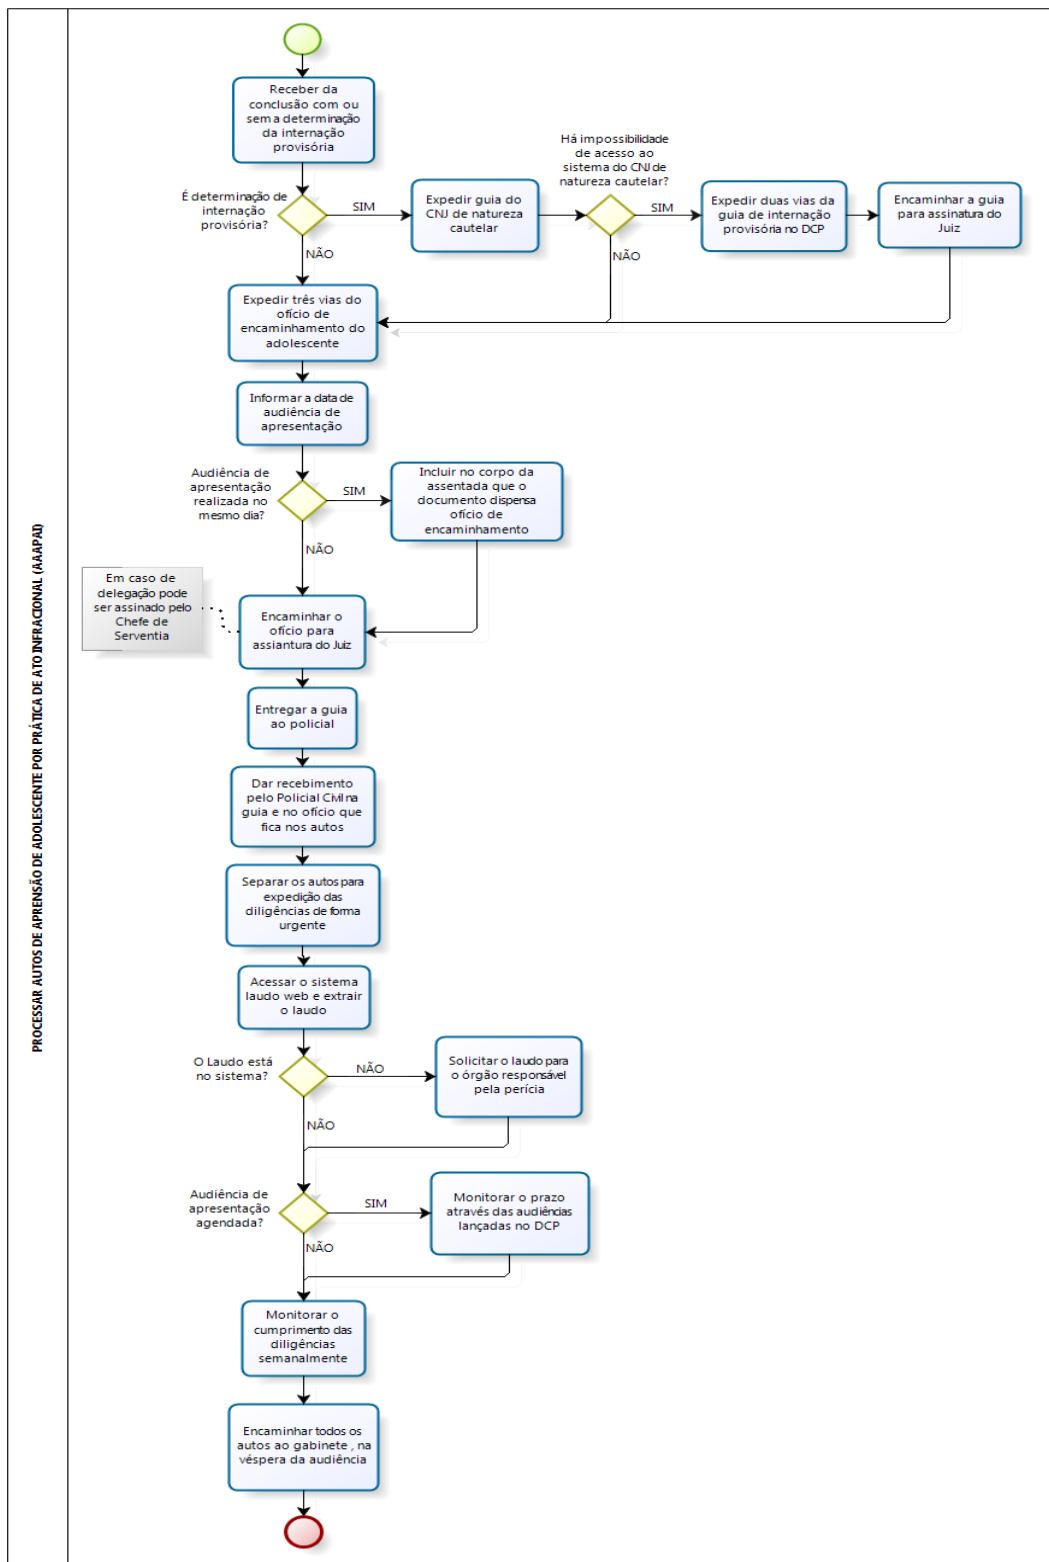 PROCESSAR AUTOS DE APRENSÃO DE ADOLESCENTE POR PRÁTICA DE ATO INFRACIONAL (AAAPAI)
Receber da
conclusão com ou
sem a determinação
da internação
provisória
É determinação de
internação
provisória?
SIM
NÃO
Expedir guia do
CNJ de natureza
cautelar
Há impossibilidade
de acesso ao
sistema do CNJ de
natureza cautelar?
SIM
NÃO
Expedir duas vias da
guia de internação
provisória no DCP
Encaminhar a guia
para assinatura do
Juiz
Expedir três vias do
ofício de
encaminhamento do
adolescente
Informar a data de
audiência de
apresentação
Audiência de
apresentação
realizada no
mesmo dia?
SIM
NÃO
Incluir no corpo da
assentada que o
documento dispensa
ofício de
encaminhamento
Em caso de
delegação pode
ser assinado pelo
Chefe de
Serventia
Encaminhar o
ofício para
assiantura do Juiz
Entregar a guia
ao policial
Dar recebimento
pelo Policial Civil na
guia e no ofício que
fica nos autos
Separar os autos para
expedição das
diligências de forma
urgente
Acessar o sistema
laudo web e extrair
o laudo
O Laudo está
no sistema?
NÃO
NÃO
Solicitar o laudo para
o órgão responsável
pela perícia
Audiência de
apresentação
agendada?
SIM
NÃO
Monitorar o prazo
através das audiências
lançadas no DCP
Monitorar o
cumprimento das
diligências
semanalmente
Encaminhar todos os
autos ao gabinete , na
véspera da audiência